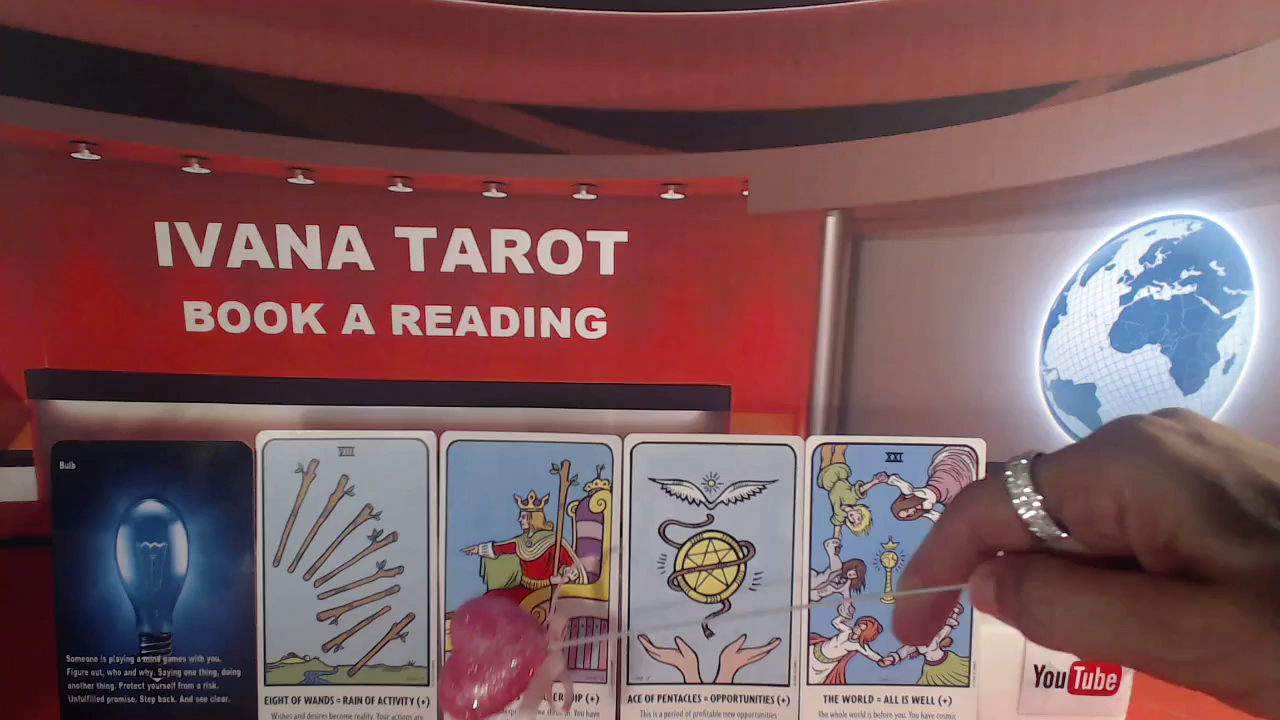 IVANA TAROT
BOOK A READING
Bulb
Someone is playing a mind games with you.
Figure out, who and why. Saying one thing, doing
another thing. Protect yourself from a risk.
Unfulfilled promise. Step back. And see clear.
VIII
EIGHT OF WANDS = RAIN OF ACTIVITY (+)
Wishes and desires become reality. Your actions are
(+)
You have
ACE OF PENTACLES = OPPORTUNITIES (+)
This is a period of profitable new opportunities
XXI
THE WORLD = ALL IS WELL (+)
The whole world is before you. You have cosmic
YouTube